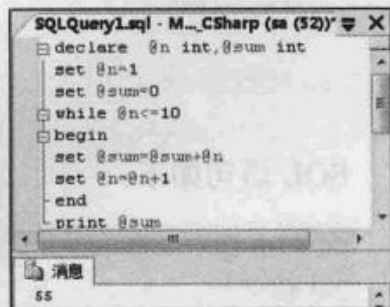 SQLQuery1.sql - M..._CSharp (sa (52))*
declare @n int,@sum int
set @n=1
set @sum=0
while @n<=10
begin
set @sum=@sum+@n
set @n=@n+1
end
print @sum
消息
55